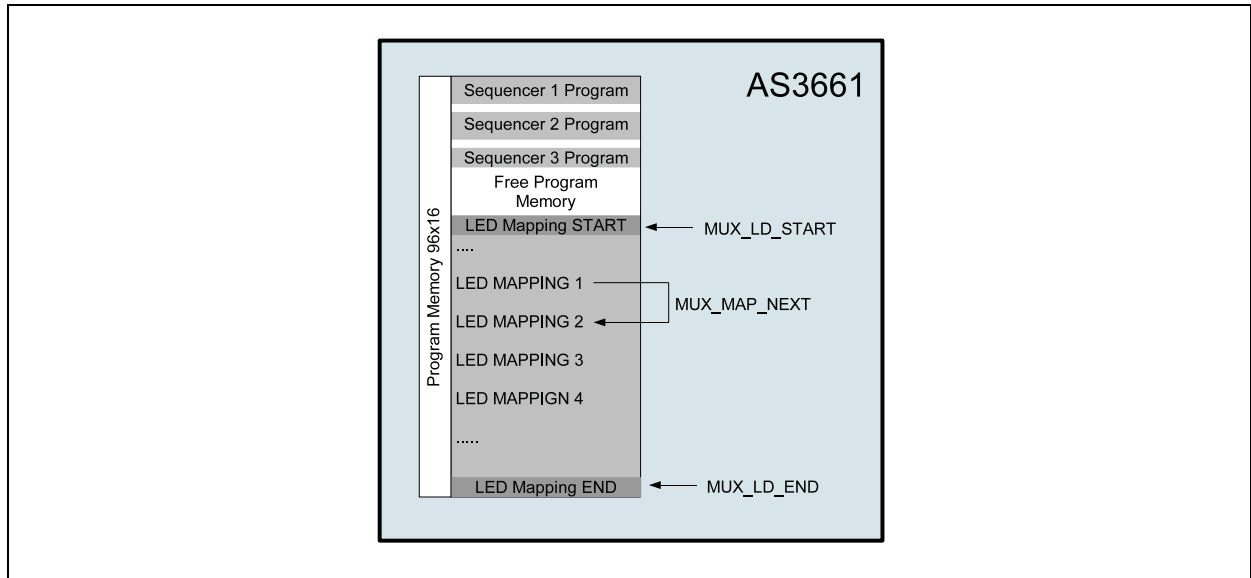 AS3661
Program Memory 96x16
Sequencer 1 Program
Sequencer 2 Program
Sequencer 3 Program
Free Program
Memory
LED Mapping START
MUX_LD_START
....
LED MAPPING 1
MUX_MAP_NEXT
LED MAPPING 2
LED MAPPING 3
LED MAPPIGN 4
.....
LED Mapping END
MUX_LD_END